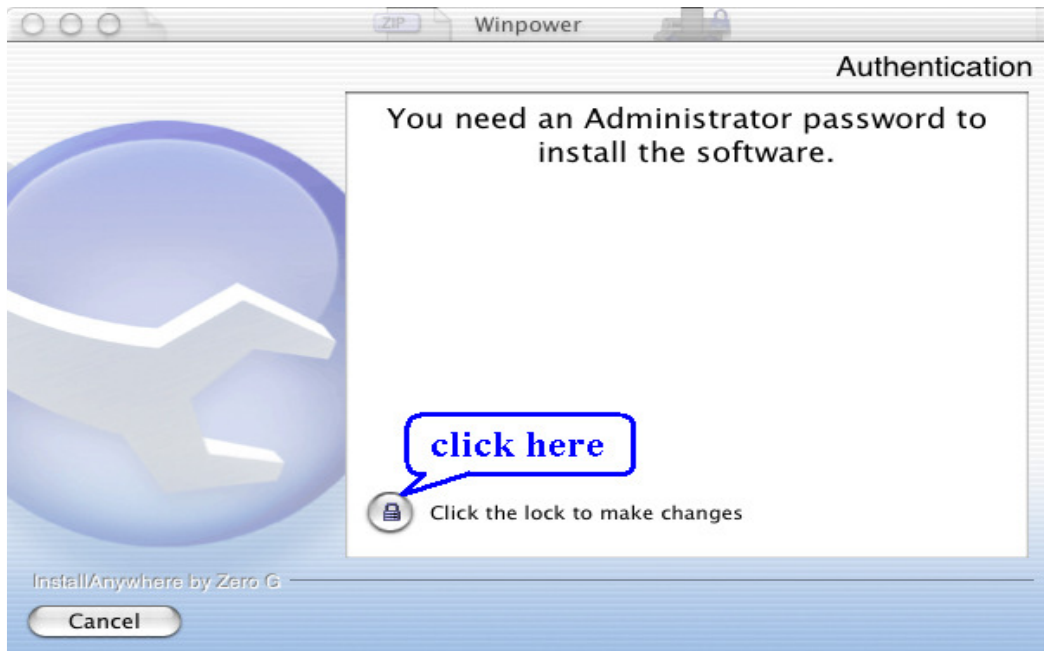 ZIP
Winpower
Authentication
You need an Administrator password to
install the software.
click here
Click the lock to make changes
InstallAnywhere by Zero G
Cancel